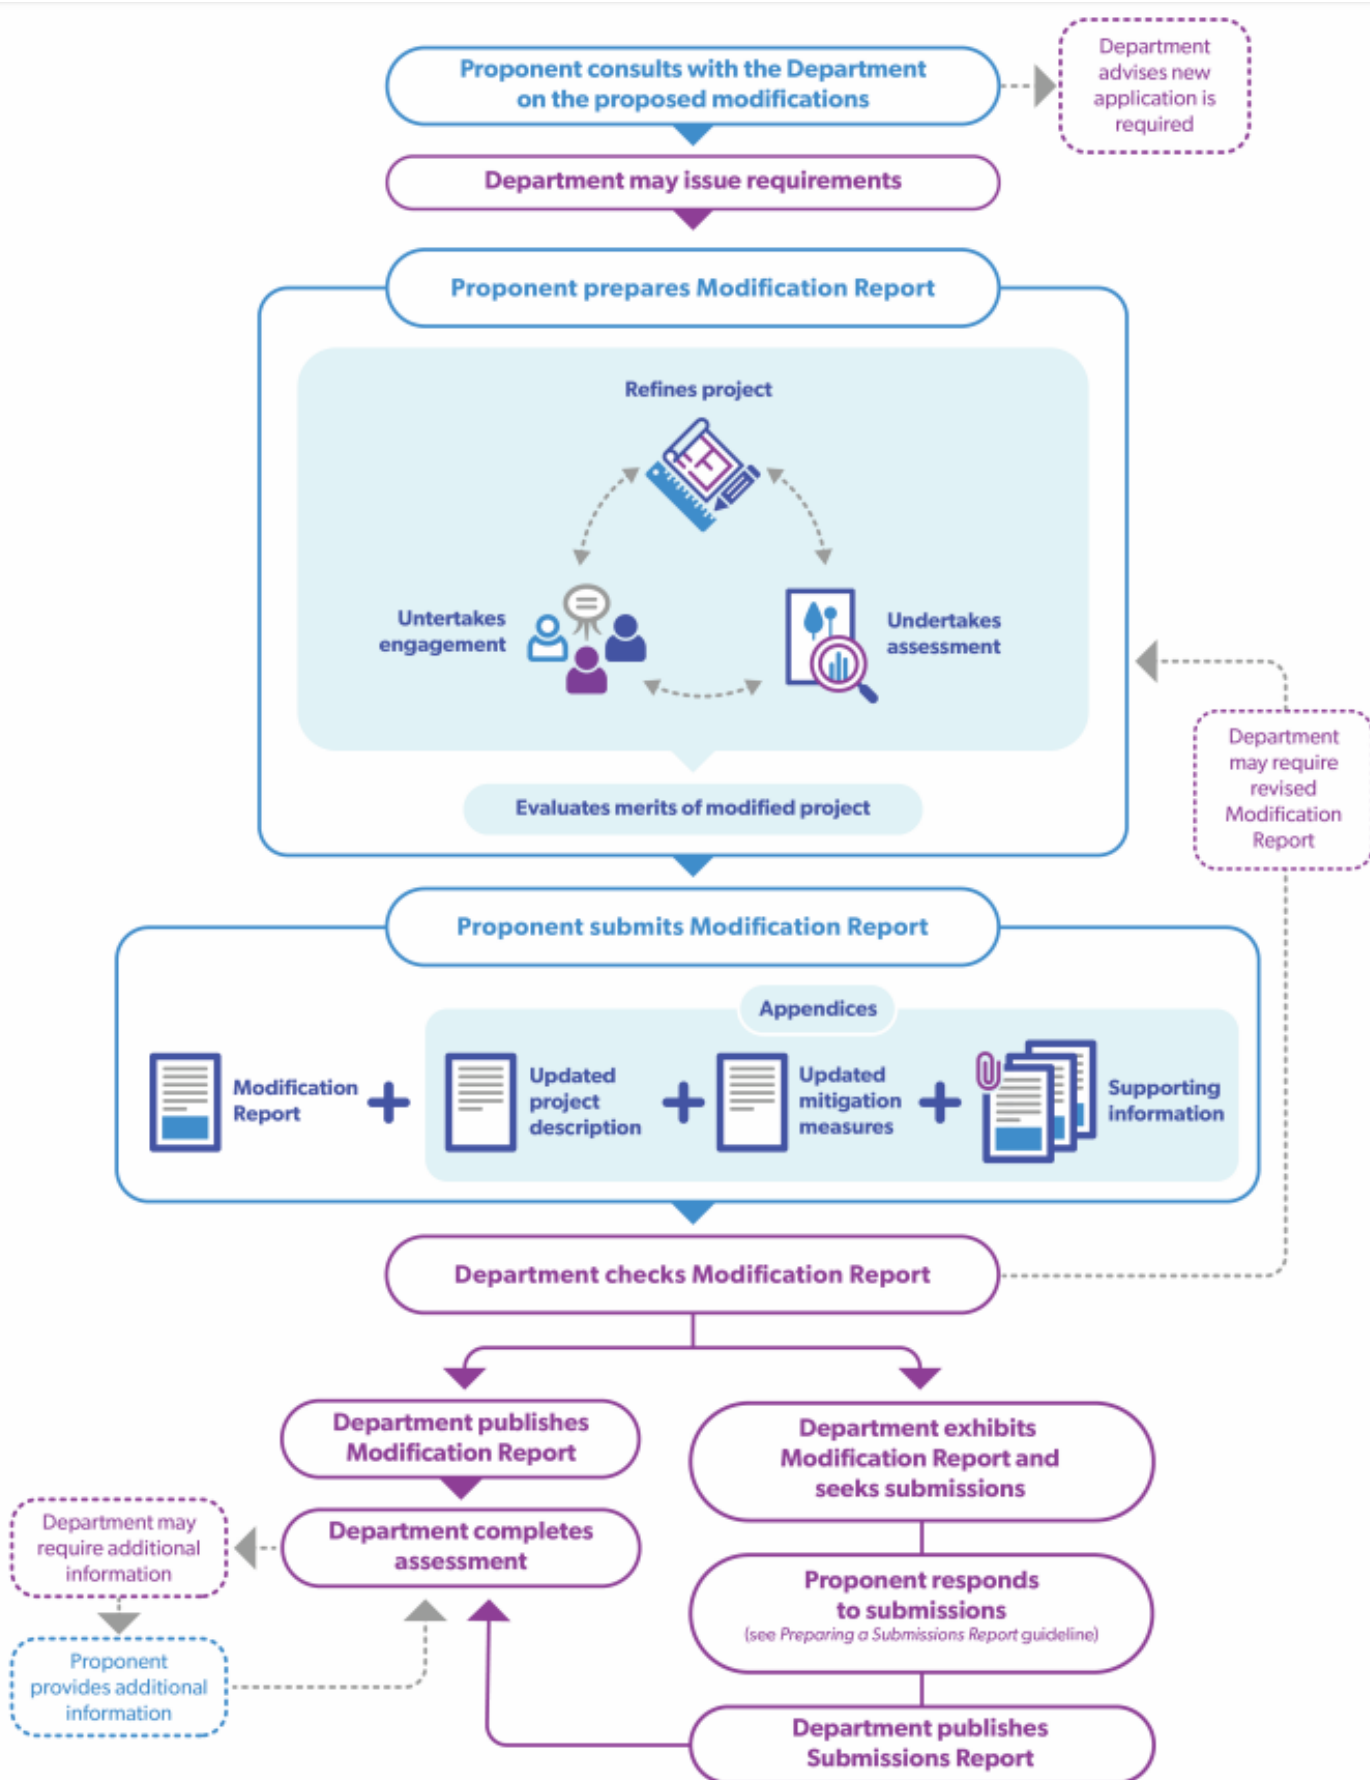 Proponent consults with the Department
on the proposed modifications
Department
advises new
application is
required
Department may issue requirements
Proponent prepares Modification Report
Refines project
Untertakes
engagement
Undertakes
assessment
Evaluates merits of modified project
Department
may require
revised
Modification
Report
Proponent submits Modification Report
Appendices
Modification
Report
Updated
project
description
Updated
mitigation
measures
Supporting
information
Department checks Modification Report
Department publishes
Modification Report
Department exhibits
Modification Report and
seeks submissions
Department may
require additional
information
Department completes
assessment
Proponent responds
to submissions
(see Preparing a Submissions Report guideline)
Proponent
provides additional
information
Department publishes
Submissions Report